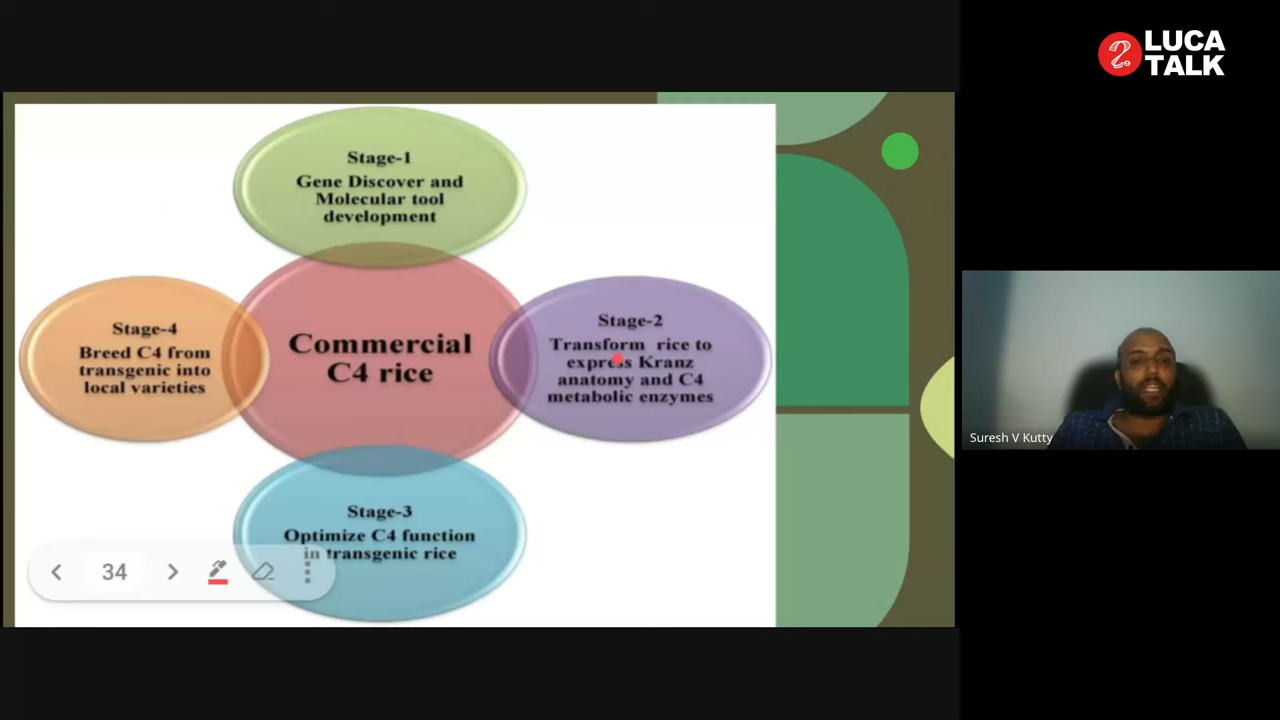 LUCA
TALK
Stage-1
Gene Discover and
Molecular tool
development
Stage-4
Breed C4 from
transgenic into
local varieties
Commercial
C4 rice
Stage-2
Transform rice to
express Kranz
anatomy and C4
metabolic enzymes
Stage-3
Optimize C4 function
in transgenic rice
34
Suresh V Kutty